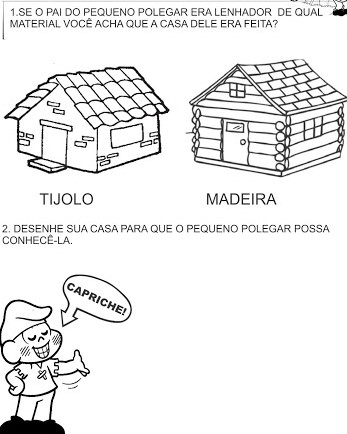 1.SE O PAI DO PEQUENO POLEGAR ERA LENHADOR DE QUAL
MATERIAL VOCÊ ACHA QUE A CASA DELE ERA FEITA?
TIJOLO
MADEIRA
2. DESENHE SUA CASA PARA QUE O PEQUENO POLEGAR POSSA
CONHECÊ-LA.
CAPRICHE!